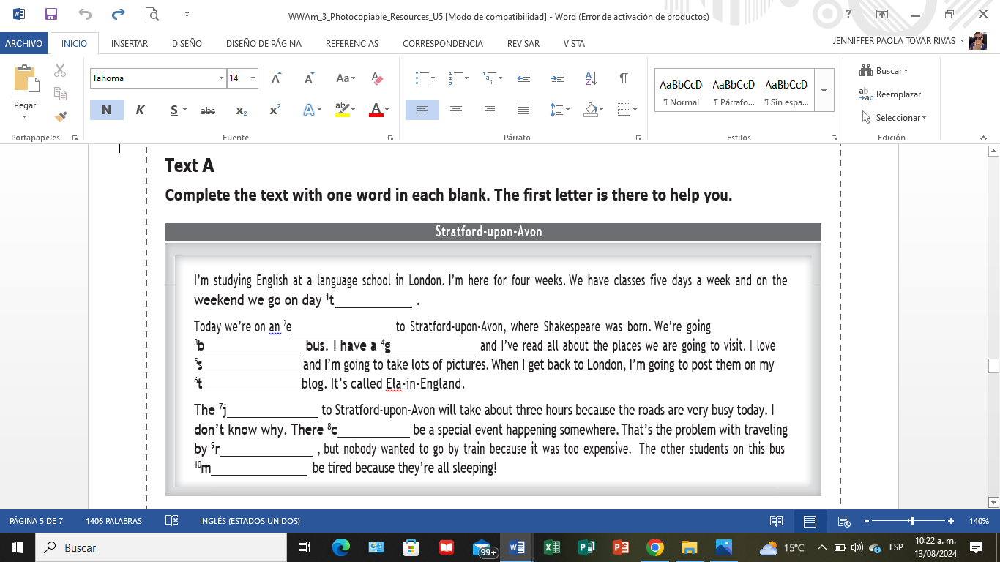 WWAm_3_Photocopiable_Resources_U5 [Modo de compatibilidad] - Word (Error de activación de productos)
?
ARCHIVO INICIO INSERTAR DISEÑO DISEÑO DE PÁGINA REFERENCIAS CORRESPONDENCIA REVISAR VISTA JENNIFFER PAOLA TOVAR RIVAS
Pegar
Portapapeles
Tahoma 14
Aa
N K S abc x₂ x² A ab A
Fuente
Párrafo
AaBbCcD AaBbCcD AaBbCcD
¶ Normal ¶ Párrafo... ¶ Sin espa...
Estilos
Buscar
Reemplazar
Seleccionar
Edición
Text A
Complete the text with one word in each blank. The first letter is there to help you.
Stratford-upon-Avon
I'm studying English at a language school in London. I'm here for four weeks. We have classes five days a week and on the
weekend we go on day ¹t___________ .
Today we're on an ²e______________ to Stratford-upon-Avon, where Shakespeare was born. We're going
³b______________ bus. I have a ⁴g____________ and I've read all about the places we are going to visit. I love
⁵s______________ and I'm going to take lots of pictures. When I get back to London, I'm going to post them on my
⁶t______________ blog. It's called Ela-in-England.
The ⁷j_____________ to Stratford-upon-Avon will take about three hours because the roads are very busy today. I
don't know why. There ⁸c__________ be a special event happening somewhere. That's the problem with traveling
by ⁹r_____________ , but nobody wanted to go by train because it was too expensive. The other students on this bus
¹⁰m______________ be tired because they're all sleeping!
PÁGINA 5 DE 7 1406 PALABRAS INGLÉS (ESTADOS UNIDOS) 140%
Buscar
99+
15°C ESP 10:22 a. m.
13/08/2024